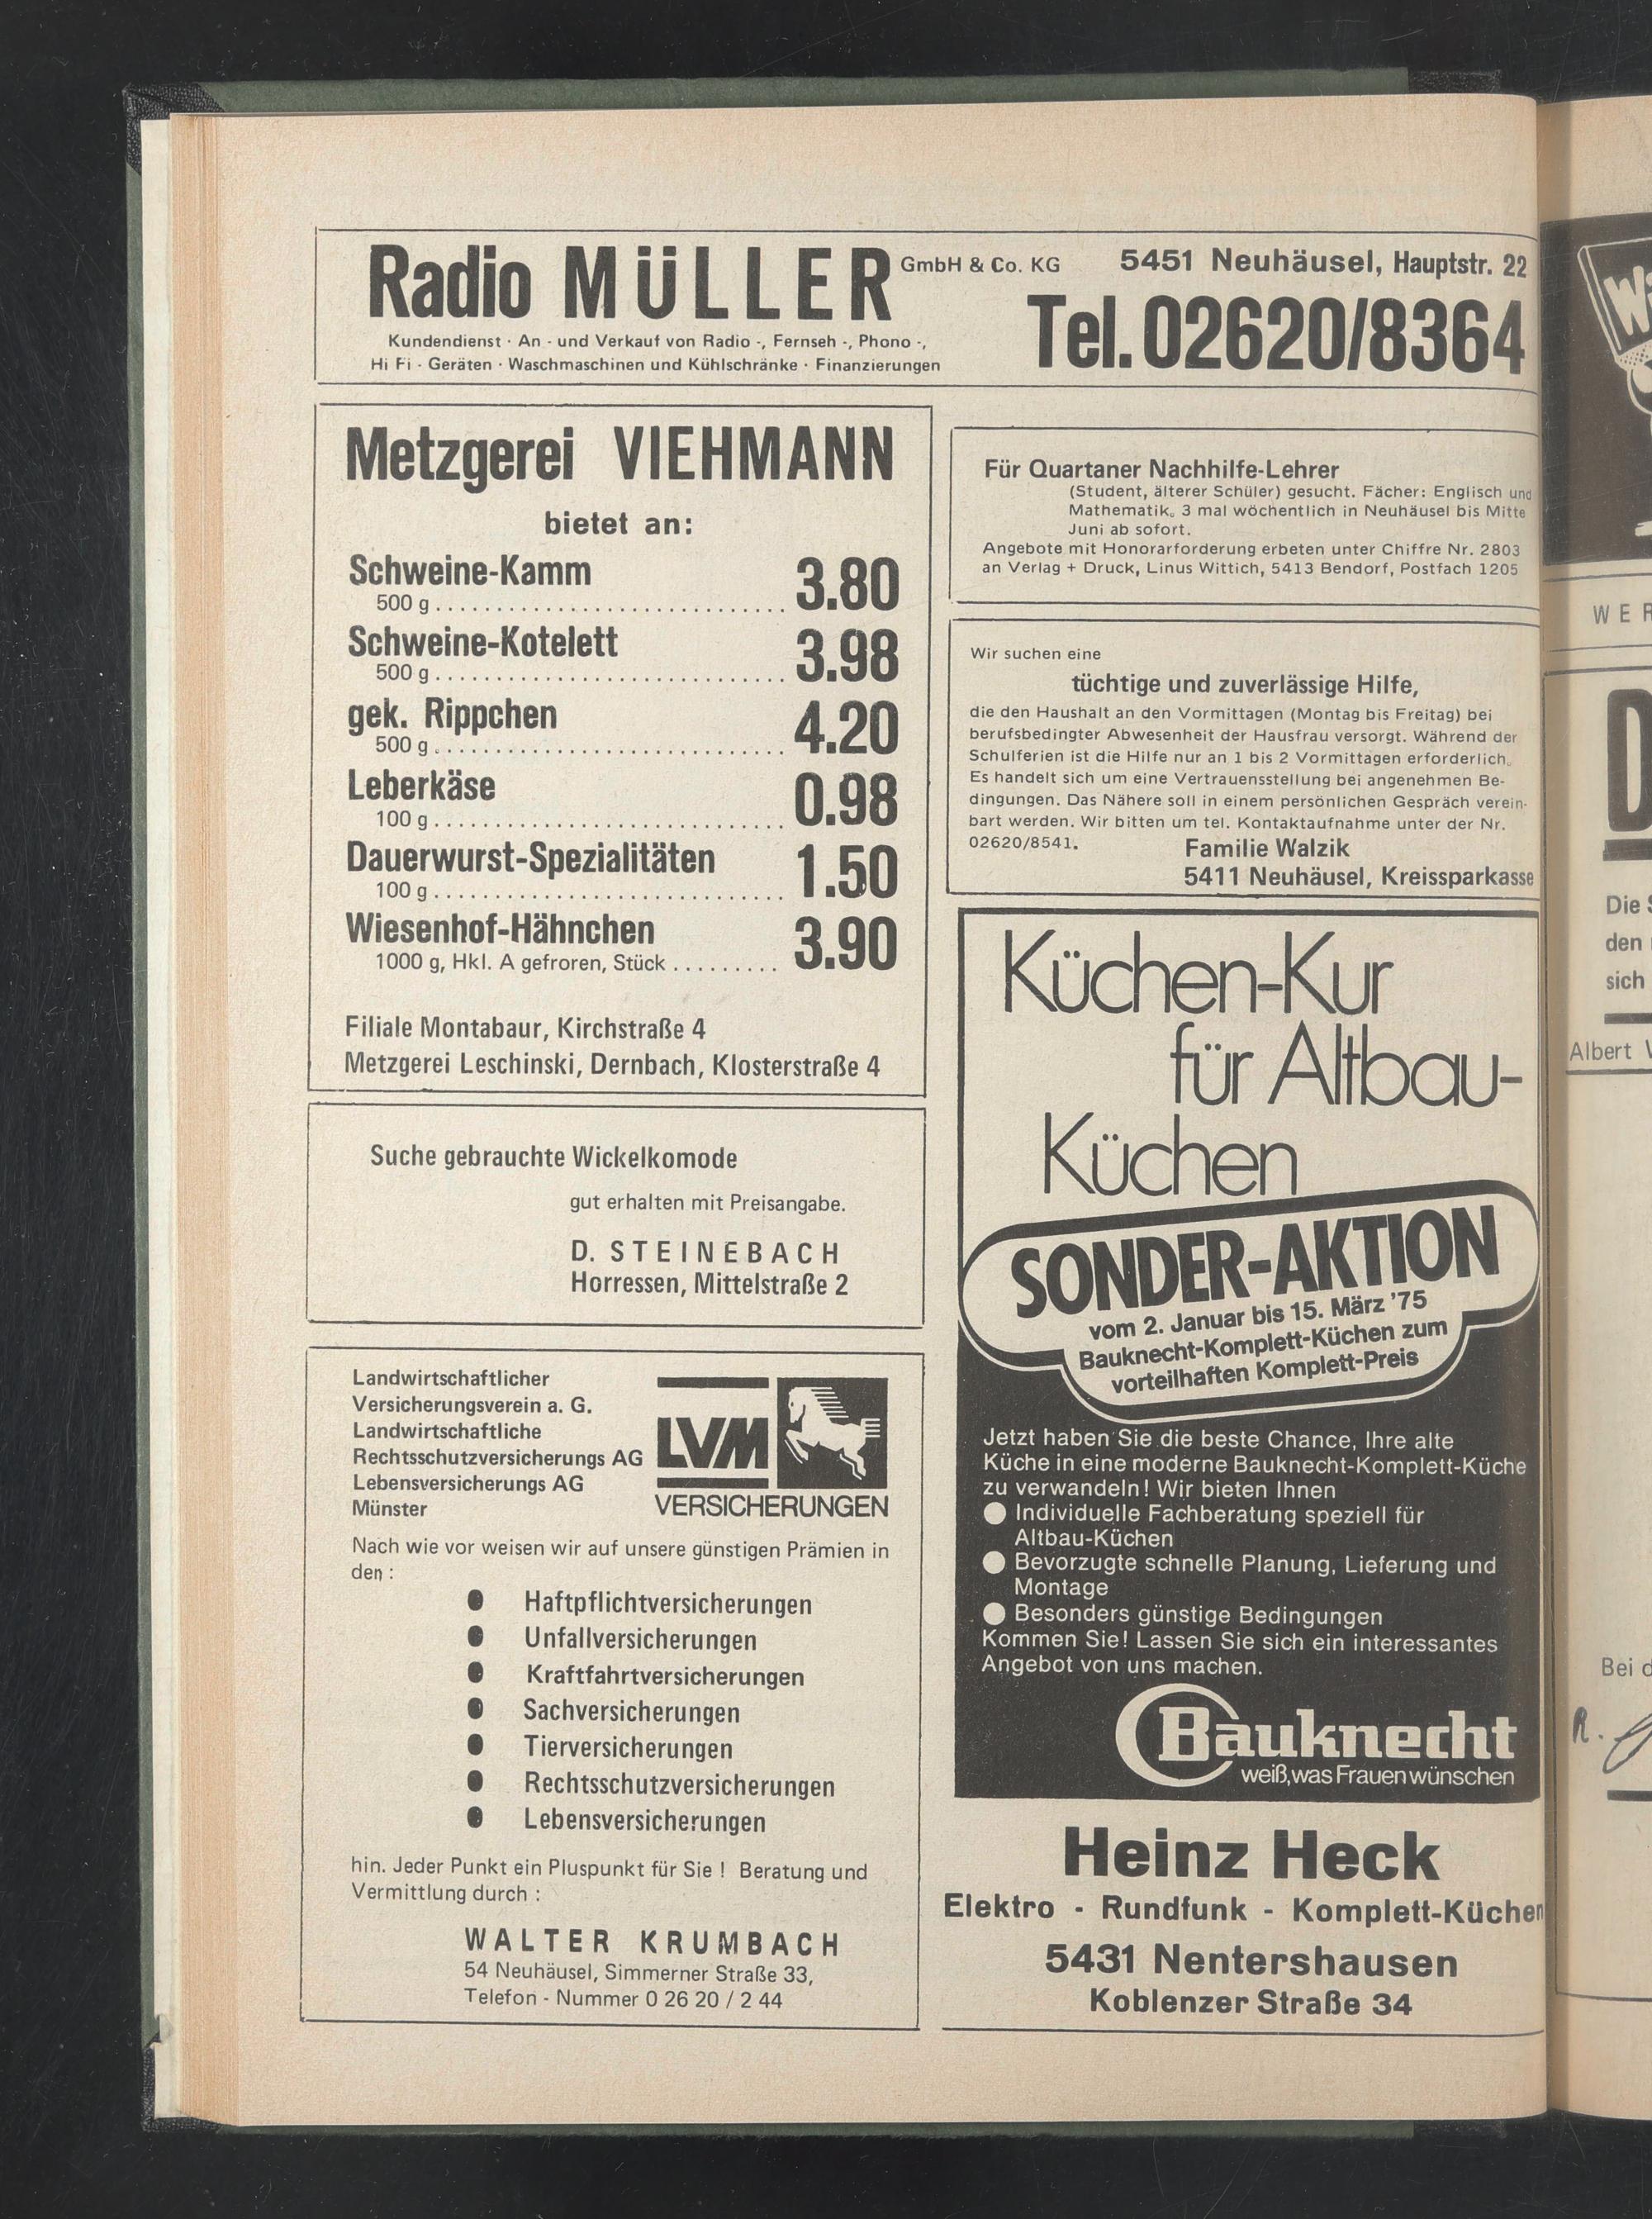 Radio MÜLLER GmbH & Co. KG
5451 Neuhäusel, Hauptstr. 22
Tel. 02620/8364
Kundendienst · An - und Verkauf von Radio -, Fernseh -, Phono -,
Hi Fi - Geräten · Waschmaschinen und Kühlschränke · Finanzierungen
Metzgerei VIEHMANN
bietet an:
Schweine-Kamm
500 g ............................. 3.80
Schweine-Kotelett
500 g ............................. 3.98
gek. Rippchen
500 g ............................. 4.20
Leberkäse
100 g ............................. 0.98
Dauerwurst-Spezialitäten
100 g ............................. 1.50
Wiesenhof-Hähnchen
1000 g, Hkl. A gefroren, Stück ......... 3.90
Filiale Montabaur, Kirchstraße 4
Metzgerei Leschinski, Dernbach, Klosterstraße 4
Suche gebrauchte Wickelkomode
gut erhalten mit Preisangabe.
D. STEINEBACH
Horressen, Mittelstraße 2
Landwirtschaftlicher
Versicherungsverein a. G.
Landwirtschaftliche
Rechtsschutzversicherungs AG
Lebensversicherungs AG
Münster
LVM
VERSICHERUNGEN
Nach wie vor weisen wir auf unsere günstigen Prämien in
den :
● Haftpflichtversicherungen
● Unfallversicherungen
● Kraftfahrtversicherungen
● Sachversicherungen
● Tierversicherungen
● Rechtsschutzversicherungen
● Lebensversicherungen
hin. Jeder Punkt ein Pluspunkt für Sie ! Beratung und
Vermittlung durch :
WALTER KRUMBACH
54 Neuhäusel, Simmerner Straße 33,
Telefon - Nummer 0 26 20 / 2 44
Für Quartaner Nachhilfe-Lehrer
(Student, älterer Schüler) gesucht. Fächer: Englisch und
Mathematik. 3 mal wöchentlich in Neuhäusel bis Mitte
Juni ab sofort.
Angebote mit Honorarforderung erbeten unter Chiffre Nr. 2803
an Verlag + Druck, Linus Wittich, 5413 Bendorf, Postfach 1205
Wir suchen eine
tüchtige und zuverlässige Hilfe,
die den Haushalt an den Vormittagen (Montag bis Freitag) bei
berufsbedingter Abwesenheit der Hausfrau versorgt. Während der
Schulferien ist die Hilfe nur an 1 bis 2 Vormittagen erforderlich.
Es handelt sich um eine Vertrauensstellung bei angenehmen Be-
dingungen. Das Nähere soll in einem persönlichen Gespräch verein-
bart werden. Wir bitten um tel. Kontaktaufnahme unter der Nr.
02620/8541.
Familie Walzik
5411 Neuhäusel, Kreissparkasse
Küchen-Kur
für Altbau-
Küchen
SONDER-AKTION
vom 2. Januar bis 15. März '75
Bauknecht-Komplett-Küchen zum
vorteilhaften Komplett-Preis
Jetzt haben Sie die beste Chance, Ihre alte
Küche in eine moderne Bauknecht-Komplett-Küche
zu verwandeln! Wir bieten Ihnen
● Individuelle Fachberatung speziell für
Altbau-Küchen
● Bevorzugte schnelle Planung, Lieferung und
Montage
● Besonders günstige Bedingungen
Kommen Sie! Lassen Sie sich ein interessantes
Angebot von uns machen.
Bauknecht
weiß, was Frauen wünschen
Heinz Heck
Elektro - Rundfunk - Komplett-Küchen
5431 Nentershausen
Koblenzer Straße 34
WER
Die
den
sich
Albert
Bei
R.